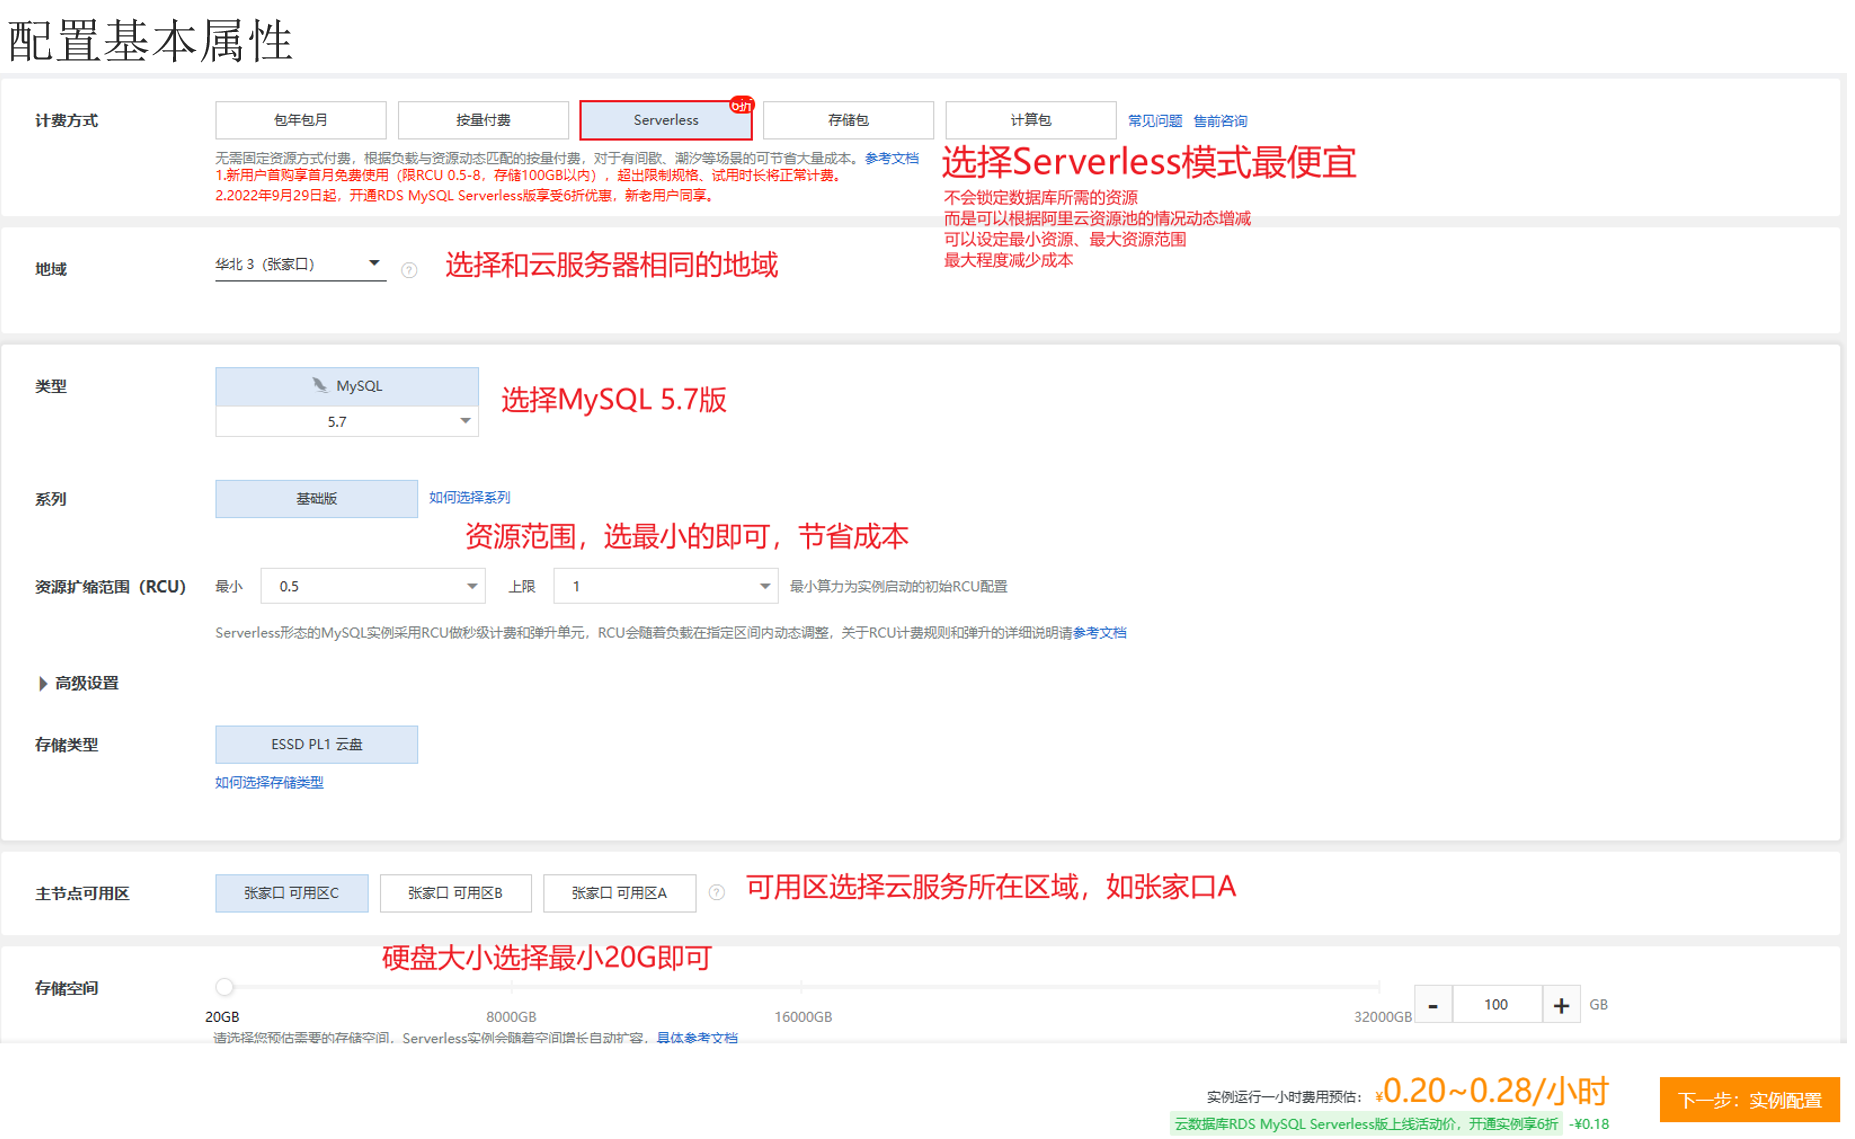 配置基本属性
计费方式
包年包月
按量付费
Serverless
6折
存储包
计算包
常见问题 售前咨询
无需固定资源方式付费，根据负载与资源动态匹配的按量付费，对于有间歇、潮汐等场景的可节省大量成本。参考文档
1.新用户首购享首月免费使用（限RCU 0.5-8，存储100GB以内），超出限制规格、试用时长将正常计费。
2.2022年9月29日起，开通RDS MySQL Serverless版享受6折优惠，新老用户同享。
选择Serverless模式最便宜
不会锁定数据库所需的资源
而是可以根据阿里云资源池的情况动态增减
可以设定最小资源、最大资源范围
最大程度减少成本
地域
华北 3（张家口）
?
选择和云服务器相同的地域
类型
MySQL
5.7
选择MySQL 5.7版
系列
基础版
如何选择系列
资源范围，选最小的即可，节省成本
资源扩缩范围（RCU）
最小
0.5
上限
1
最小算力为实例启动的初始RCU配置
Serverless形态的MySQL实例采用RCU做秒级计费和弹升单元，RCU会随着负载在指定区间内动态调整，关于RCU计费规则和弹升的详细说明请参考文档
高级设置
存储类型
ESSD PL1 云盘
如何选择存储类型
主节点可用区
张家口 可用区C
张家口 可用区B
张家口 可用区A
?
可用区选择云服务所在区域，如张家口A
硬盘大小选择最小20G即可
存储空间
20GB
8000GB
16000GB
32000GB
-
100
+
GB
请选择您预估需要的存储空间，Serverless实例会随着空间增长自动扩容，具体参考文档
实例运行一小时费用预估： ¥0.20~0.28/小时
云数据库RDS MySQL Serverless版上线活动价，开通实例享6折 -¥0.18
下一步：实例配置